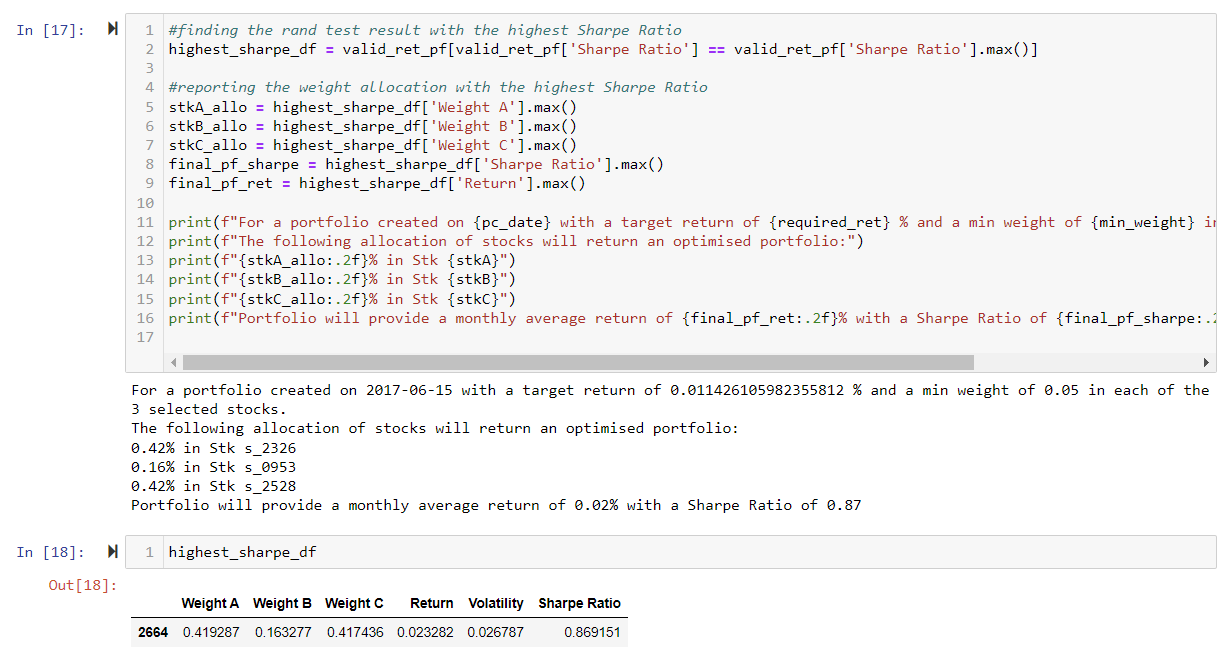 In [17]:
1 #finding the rand test result with the highest Sharpe Ratio
2 highest_sharpe_df = valid_ret_pf[valid_ret_pf['Sharpe Ratio'] == valid_ret_pf['Sharpe Ratio'].max()]
3
4 #reporting the weight allocation with the highest Sharpe Ratio
5 stkA_allo = highest_sharpe_df['Weight A'].max()
6 stkB_allo = highest_sharpe_df['Weight B'].max()
7 stkC_allo = highest_sharpe_df['Weight C'].max()
8 final_pf_sharpe = highest_sharpe_df['Sharpe Ratio'].max()
9 final_pf_ret = highest_sharpe_df['Return'].max()
10
11 print(f"For a portfolio created on {pc_date} with a target return of {required_ret} % and a min weight of {min_weight} in
12 print(f"The following allocation of stocks will return an optimised portfolio:")
13 print(f"{stkA_allo:.2f}% in Stk {stkA}")
14 print(f"{stkB_allo:.2f}% in Stk {stkB}")
15 print(f"{stkC_allo:.2f}% in Stk {stkC}")
16 print(f"Portfolio will provide a monthly average return of {final_pf_ret:.2f}% with a Sharpe Ratio of {final_pf_sharpe:.2
17
For a portfolio created on 2017-06-15 with a target return of 0.011426105982355812 % and a min weight of 0.05 in each of the
3 selected stocks.
The following allocation of stocks will return an optimised portfolio:
0.42% in Stk s_2326
0.16% in Stk s_0953
0.42% in Stk s_2528
Portfolio will provide a monthly average return of 0.02% with a Sharpe Ratio of 0.87
In [18]: 1 highest_sharpe_df
Out[18]:
Weight A Weight B Weight C Return Volatility Sharpe Ratio
2664 0.419287 0.163277 0.417436 0.023282 0.026787 0.869151